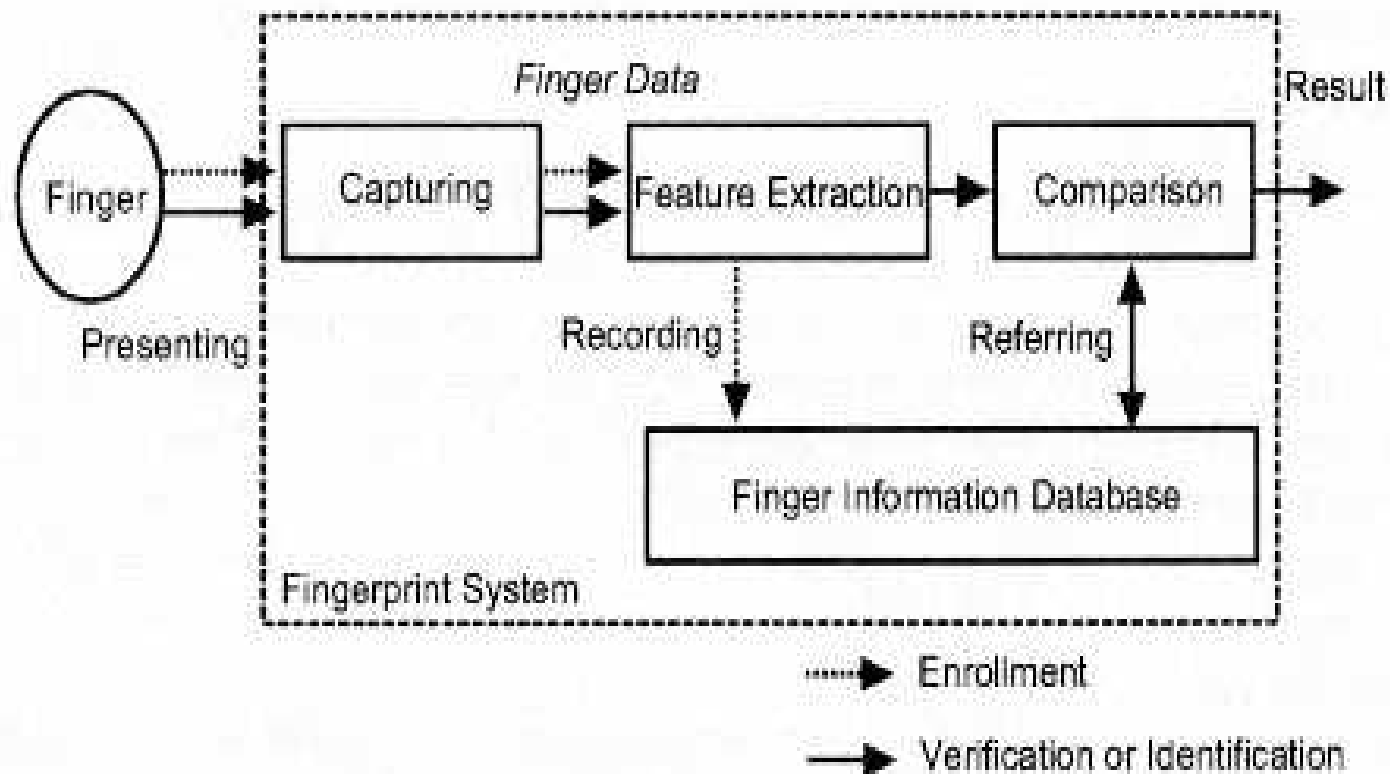 Finger Data
Result
Finger
Capturing
Feature Extraction
Comparison
Presenting
Recording
Referring
Finger Information Database
Fingerprint System
Enrollment
Verification or Identification